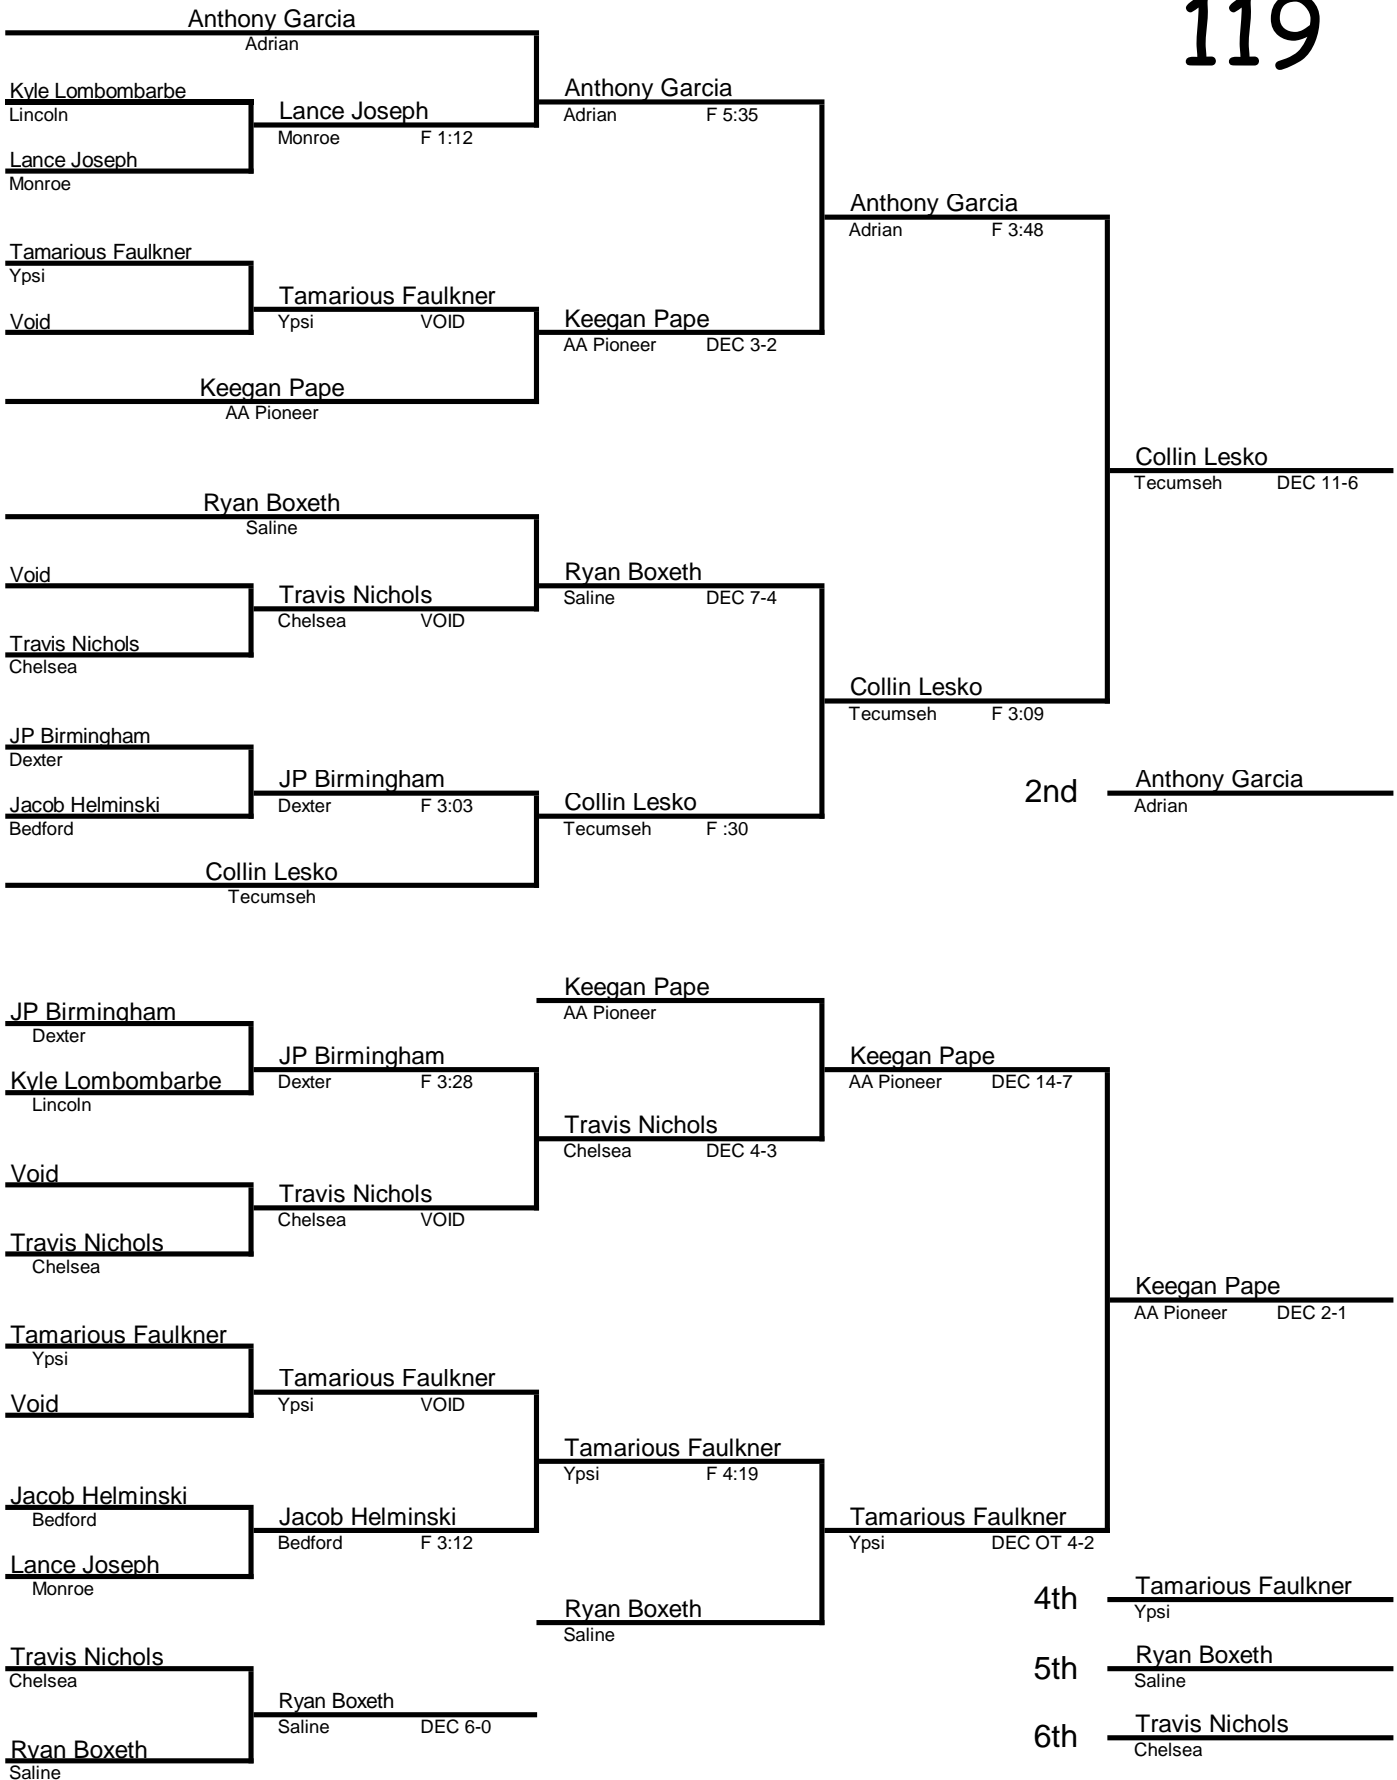 119
Anthony Garcia
Adrian
Kyle Lombombarbe
Lincoln
Lance Joseph
Monroe F 1:12
Anthony Garcia
Adrian F 5:35
Lance Joseph
Monroe
Anthony Garcia
Adrian F 3:48
Tamarious Faulkner
Ypsi
Tamarious Faulkner
Ypsi VOID
Void
Keegan Pape
AA Pioneer DEC 3-2
Keegan Pape
AA Pioneer
Collin Lesko
Tecumseh DEC 11-6
Ryan Boxeth
Saline
Void
Travis Nichols
Chelsea VOID
Ryan Boxeth
Saline DEC 7-4
Travis Nichols
Chelsea
Collin Lesko
Tecumseh F 3:09
JP Birmingham
Dexter
JP Birmingham
Dexter F 3:03
Jacob Helminski
Bedford
Collin Lesko
Tecumseh F :30
2nd Anthony Garcia
Adrian
Collin Lesko
Tecumseh
Keegan Pape
AA Pioneer
JP Birmingham
Dexter
JP Birmingham
Dexter F 3:28
Keegan Pape
AA Pioneer DEC 14-7
Kyle Lombombarbe
Lincoln
Travis Nichols
Chelsea DEC 4-3
Void
Travis Nichols
Chelsea VOID
Travis Nichols
Chelsea
Keegan Pape
AA Pioneer DEC 2-1
Tamarious Faulkner
Ypsi
Tamarious Faulkner
Ypsi VOID
Void
Tamarious Faulkner
Ypsi F 4:19
Jacob Helminski
Bedford
Jacob Helminski
Bedford F 3:12
Tamarious Faulkner
Ypsi DEC OT 4-2
Lance Joseph
Monroe
4th Tamarious Faulkner
Ypsi
Ryan Boxeth
Saline
Travis Nichols
Chelsea
5th Ryan Boxeth
Saline
Ryan Boxeth
Saline DEC 6-0
6th Travis Nichols
Chelsea
Ryan Boxeth
Saline